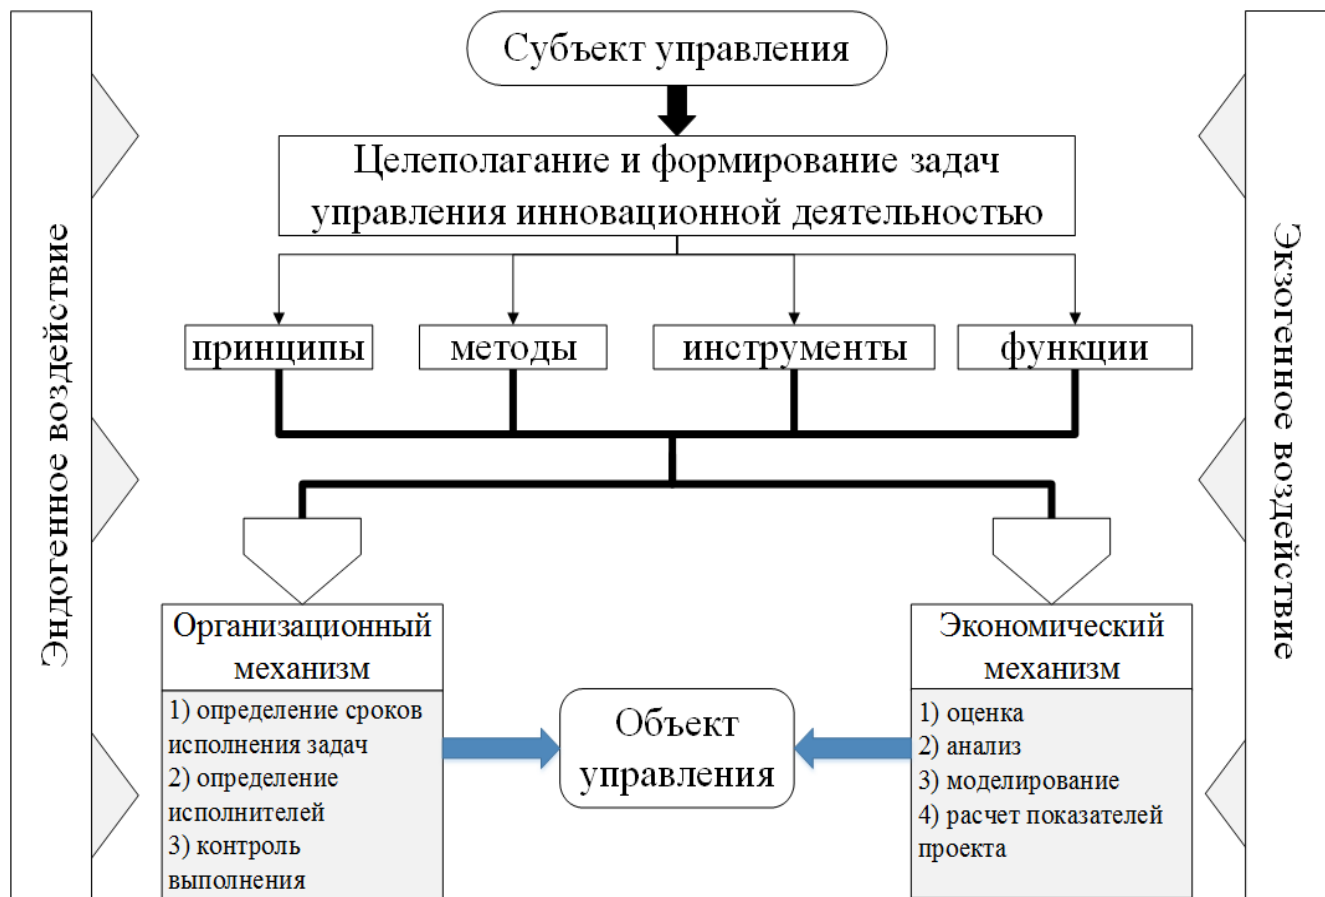 Субъект управления
Целеполагание и формирование задач
управления инновационной деятельностью
принципы
методы
инструменты
функции
Эндогенное воздействие
Экзогенное воздействие
Организационный
механизм
1) определение сроков
исполнения задач
2) определение
исполнителей
3) контроль
выполнения
Объект
управления
Экономический
механизм
1) оценка
2) анализ
3) моделирование
4) расчет показателей
проекта